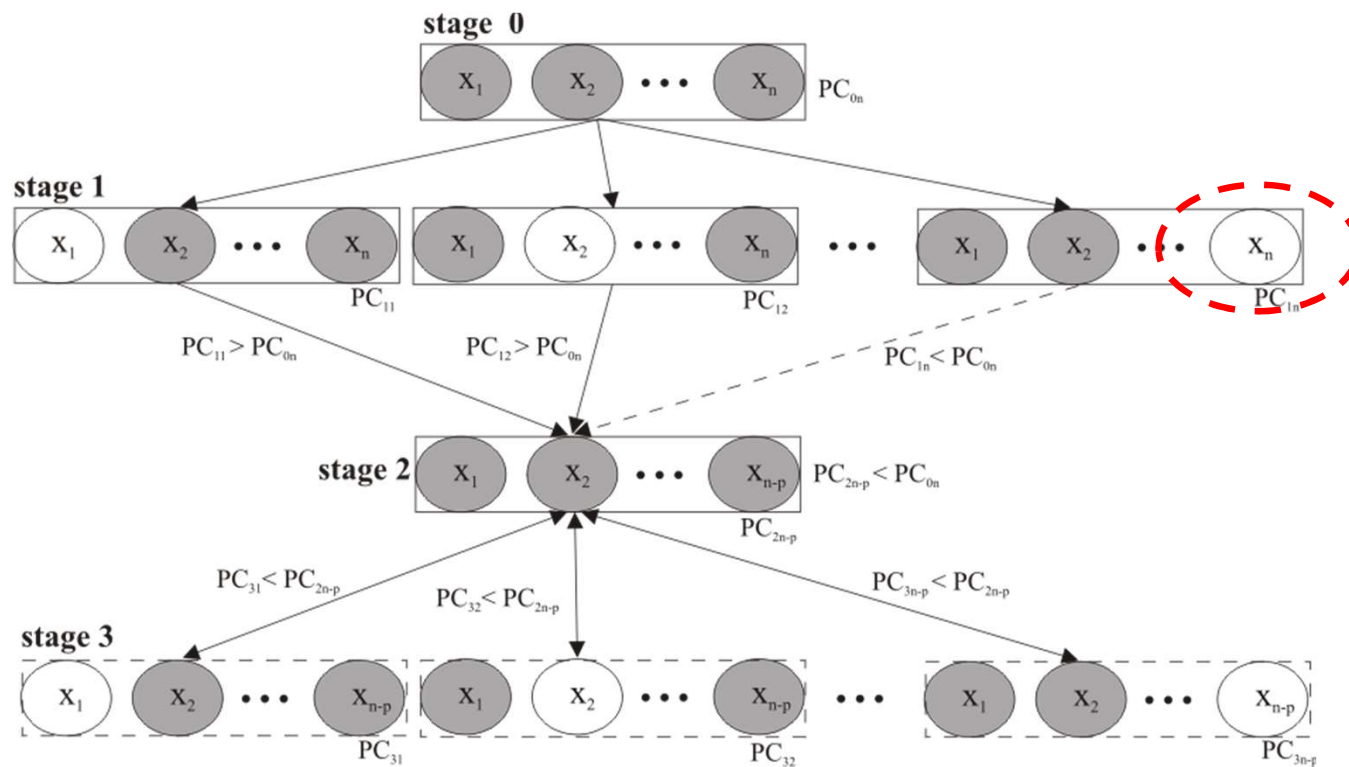 stage 0
X₁ X₂ ••• Xₙ PC₀ₙ
stage 1
X₁ X₂ ••• Xₙ X₁ X₂ ••• Xₙ ••• X₁ X₂ ••• Xₙ
PC₁₁ PC₁₂ PC₁ₙ
PC₁₁ > PC₀ₙ PC₁₂ > PC₀ₙ PC₁ₙ < PC₀ₙ
stage 2 X₁ X₂ ••• Xₙ₋ₚ PC₂ₙ₋ₚ < PC₀ₙ
PC₂ₙ₋ₚ
PC₃₁ < PC₂ₙ₋ₚ PC₃₂ < PC₂ₙ₋ₚ PC₃ₙ₋ₚ < PC₂ₙ₋ₚ
stage 3
X₁ X₂ ••• Xₙ₋ₚ X₁ X₂ ••• Xₙ₋ₚ ••• X₁ X₂ ••• Xₙ₋ₚ
PC₃₁ PC₃₂ PC₃ₙ₋ₚ